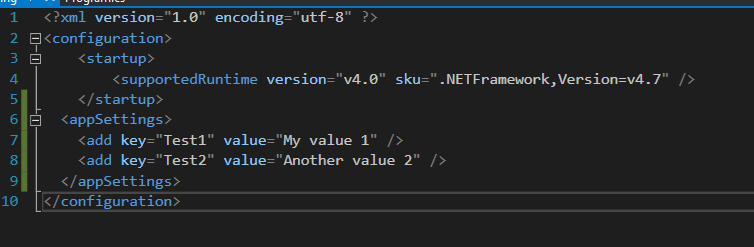 1 <?xml version="1.0" encoding="utf-8" ?>
2 <configuration>
3 <startup>
4 <supportedRuntime version="v4.0" sku=".NETFramework,Version=v4.7" />
5 </startup>
6 <appSettings>
7 <add key="Test1" value="My value 1" />
8 <add key="Test2" value="Another value 2" />
9 </appSettings>
10 </configuration>